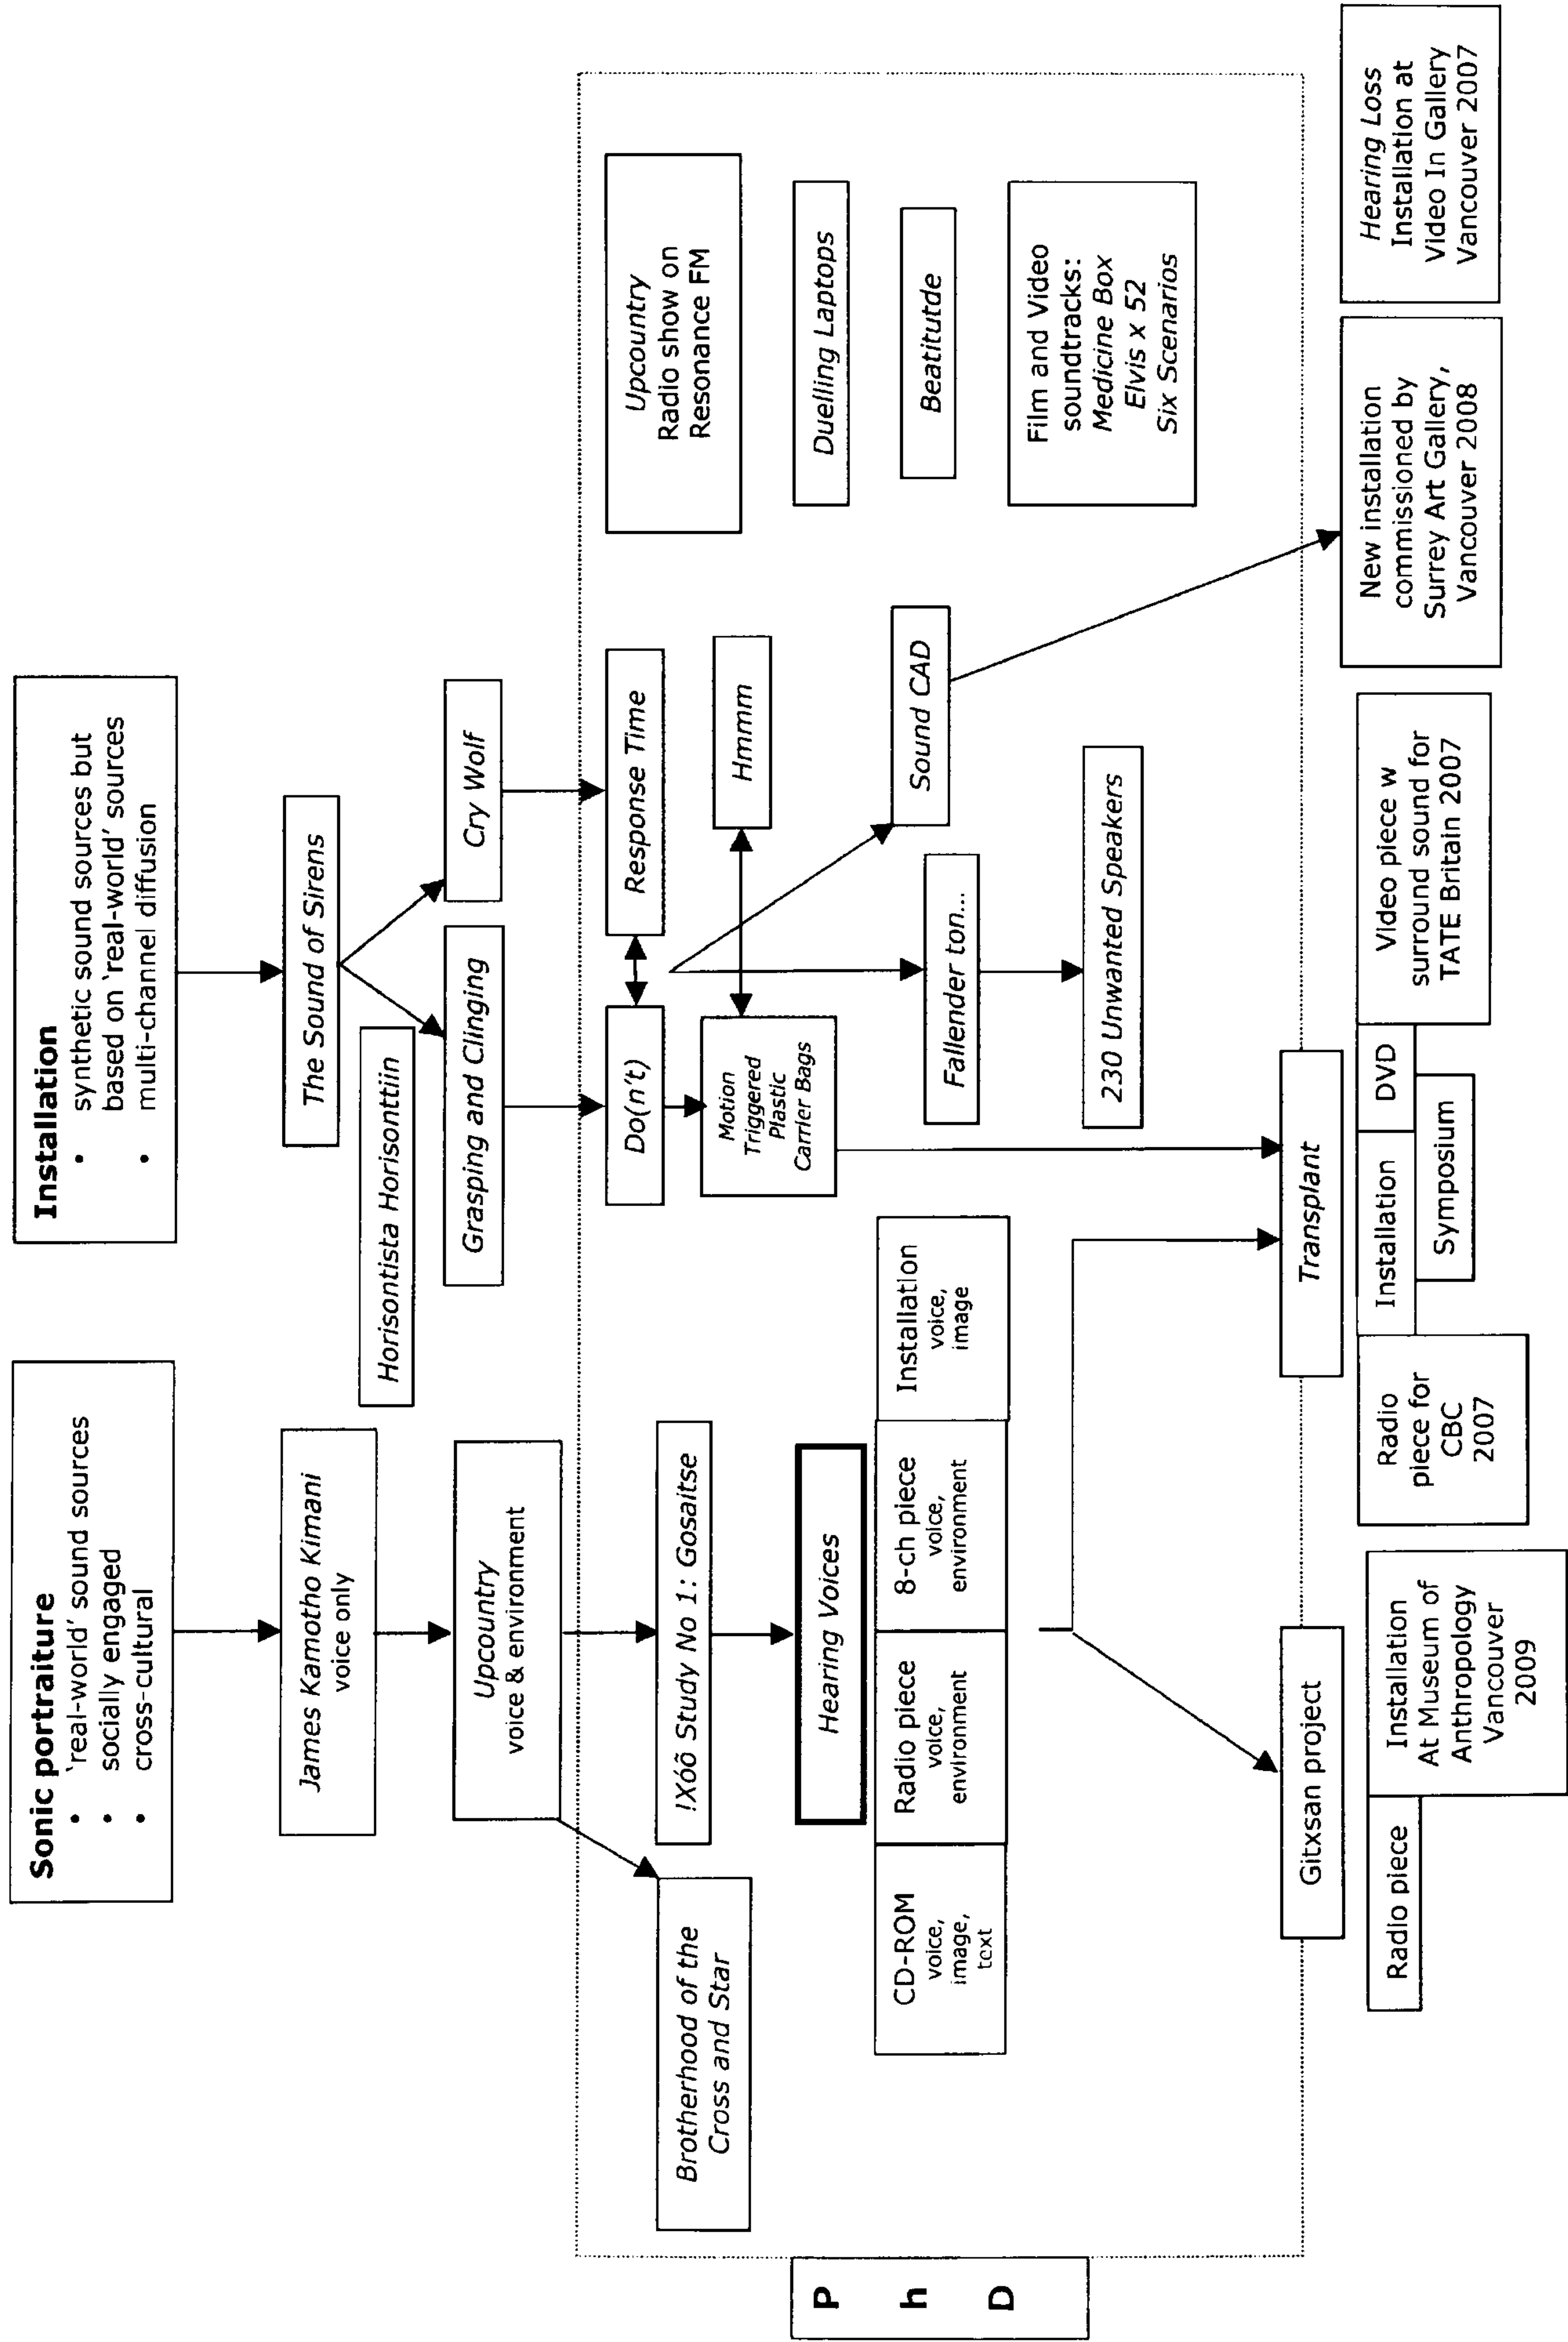 Sonic portraiture
• ‘real-world’ sound sources
• socially engaged
• cross-cultural
Installation
• synthetic sound sources but
based on ‘real-world’ sources
• multi-channel diffusion
James Kamotho Kimani
voice only
The Sound of Sirens
Horisontista Horisonttiin
Upcountry
voice & environment
Grasping and Clinging
Cry Wolf
P
h
D
Brotherhood of the
Cross and Star
!Xóõ Study No 1: Gosaitse
Do(n't)
Response Time
Upcountry
Radio show on
Resonance FM
Motion
Triggered
Plastic
Carrier Bags
Hmmm
Hearing Voices
Duelling Laptops
CD-ROM
voice,
image,
text
Radio piece
voice,
environment
8-ch piece
voice,
environment
Installation
voice,
image
Fallender ton...
Sound CAD
Beatitutde
230 Unwanted Speakers
Film and Video
soundtracks:
Medicine Box
Elvis x 52
Six Scenarios
Gitxsan project
Transplant
Radio piece
Installation
At Museum of
Anthropology
Vancouver
2009
Radio
piece for
CBC
2007
Installation
DVD
Symposium
Video piece w
surround sound for
TATE Britain 2007
New installation
commissioned by
Surrey Art Gallery,
Vancouver 2008
Hearing Loss
Installation at
Video In Gallery
Vancouver 2007